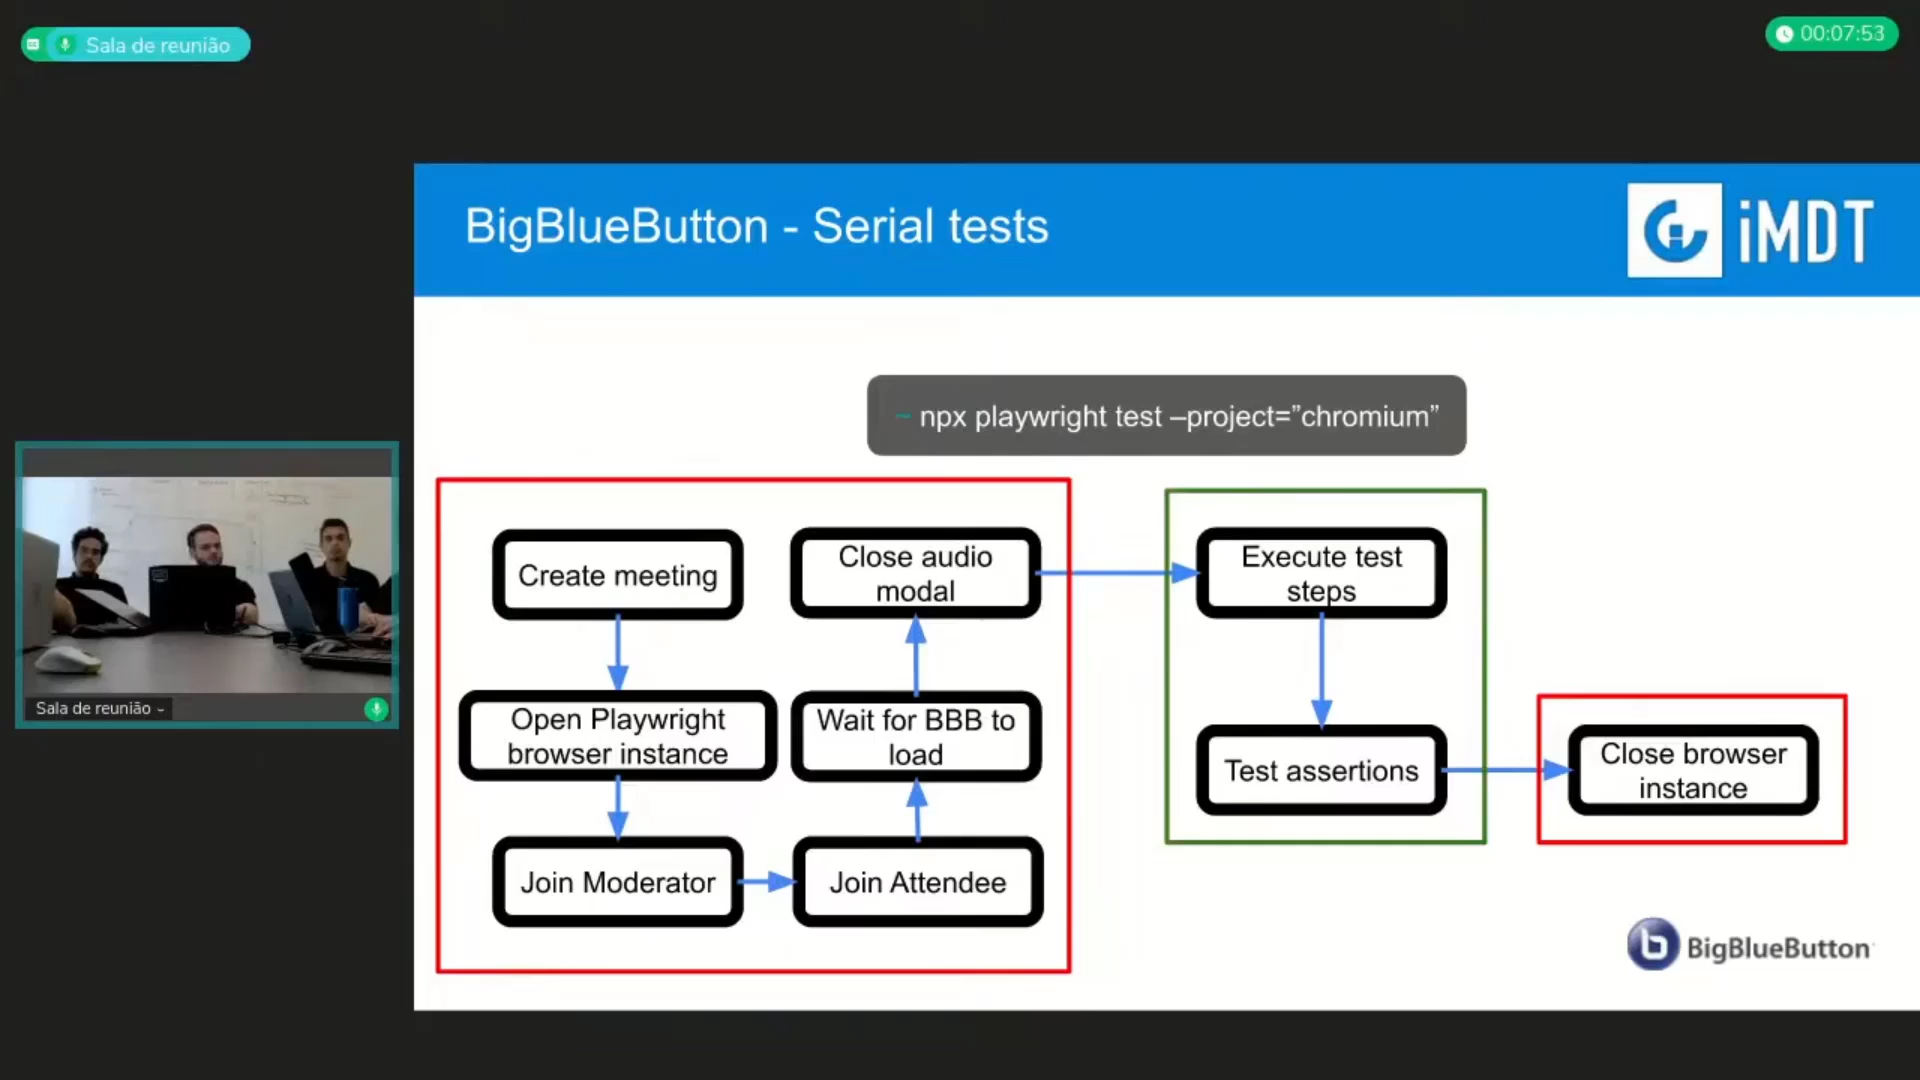 Sala de reunião
00:07:53
BigBlueButton - Serial tests
iMDT
~ npx playwright test –project=”chromium”
Create meeting
Open Playwright
browser instance
Join Moderator
Join Attendee
Wait for BBB to
load
Close audio
modal
Execute test
steps
Test assertions
Close browser
instance
Sala de reunião
BigBlueButton